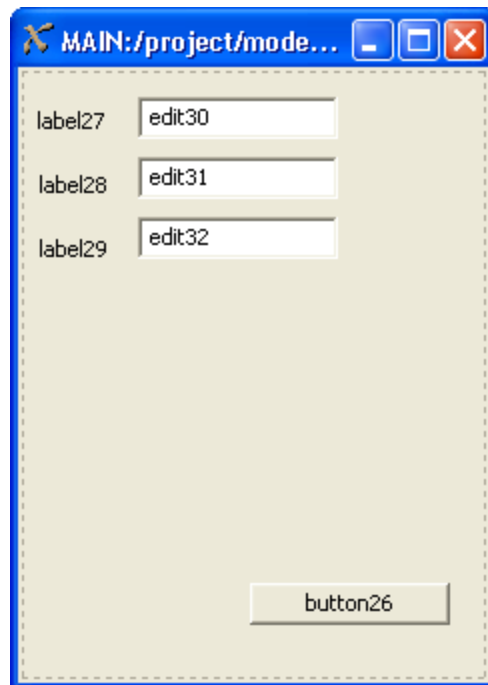 MAIN:/project/mode...
label27 edit30
label28 edit31
label29 edit32
button26